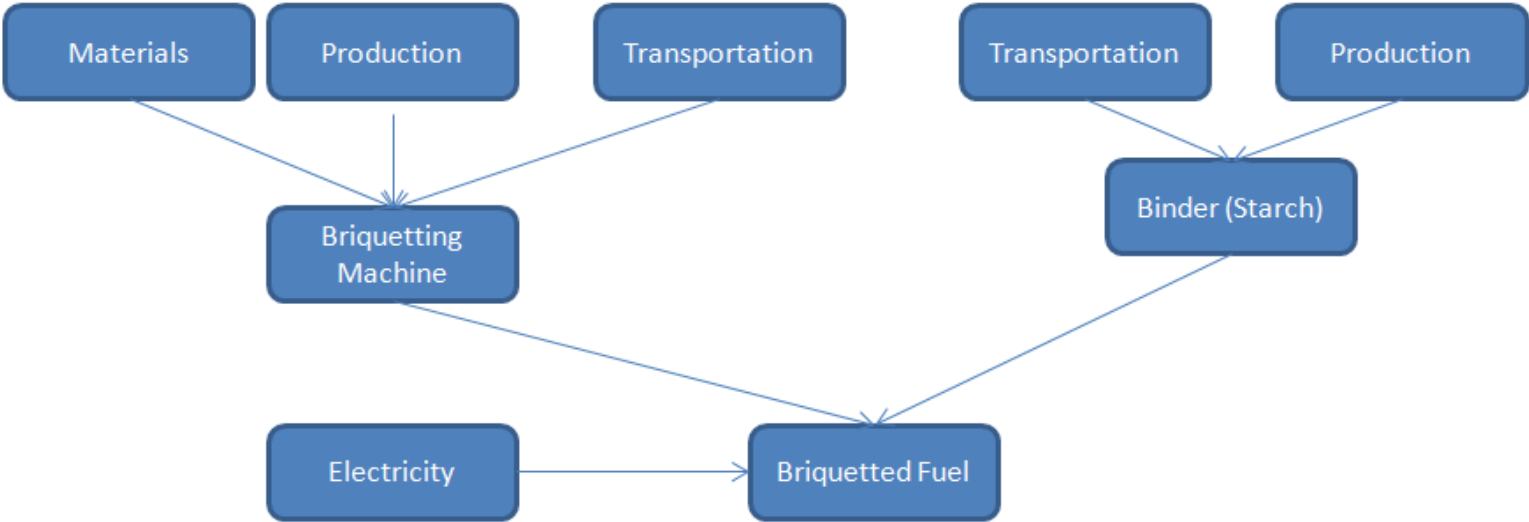 Materials
Production
Transportation
Transportation
Production
Binder (Starch)
Briquetting
Machine
Electricity
Briquetted Fuel